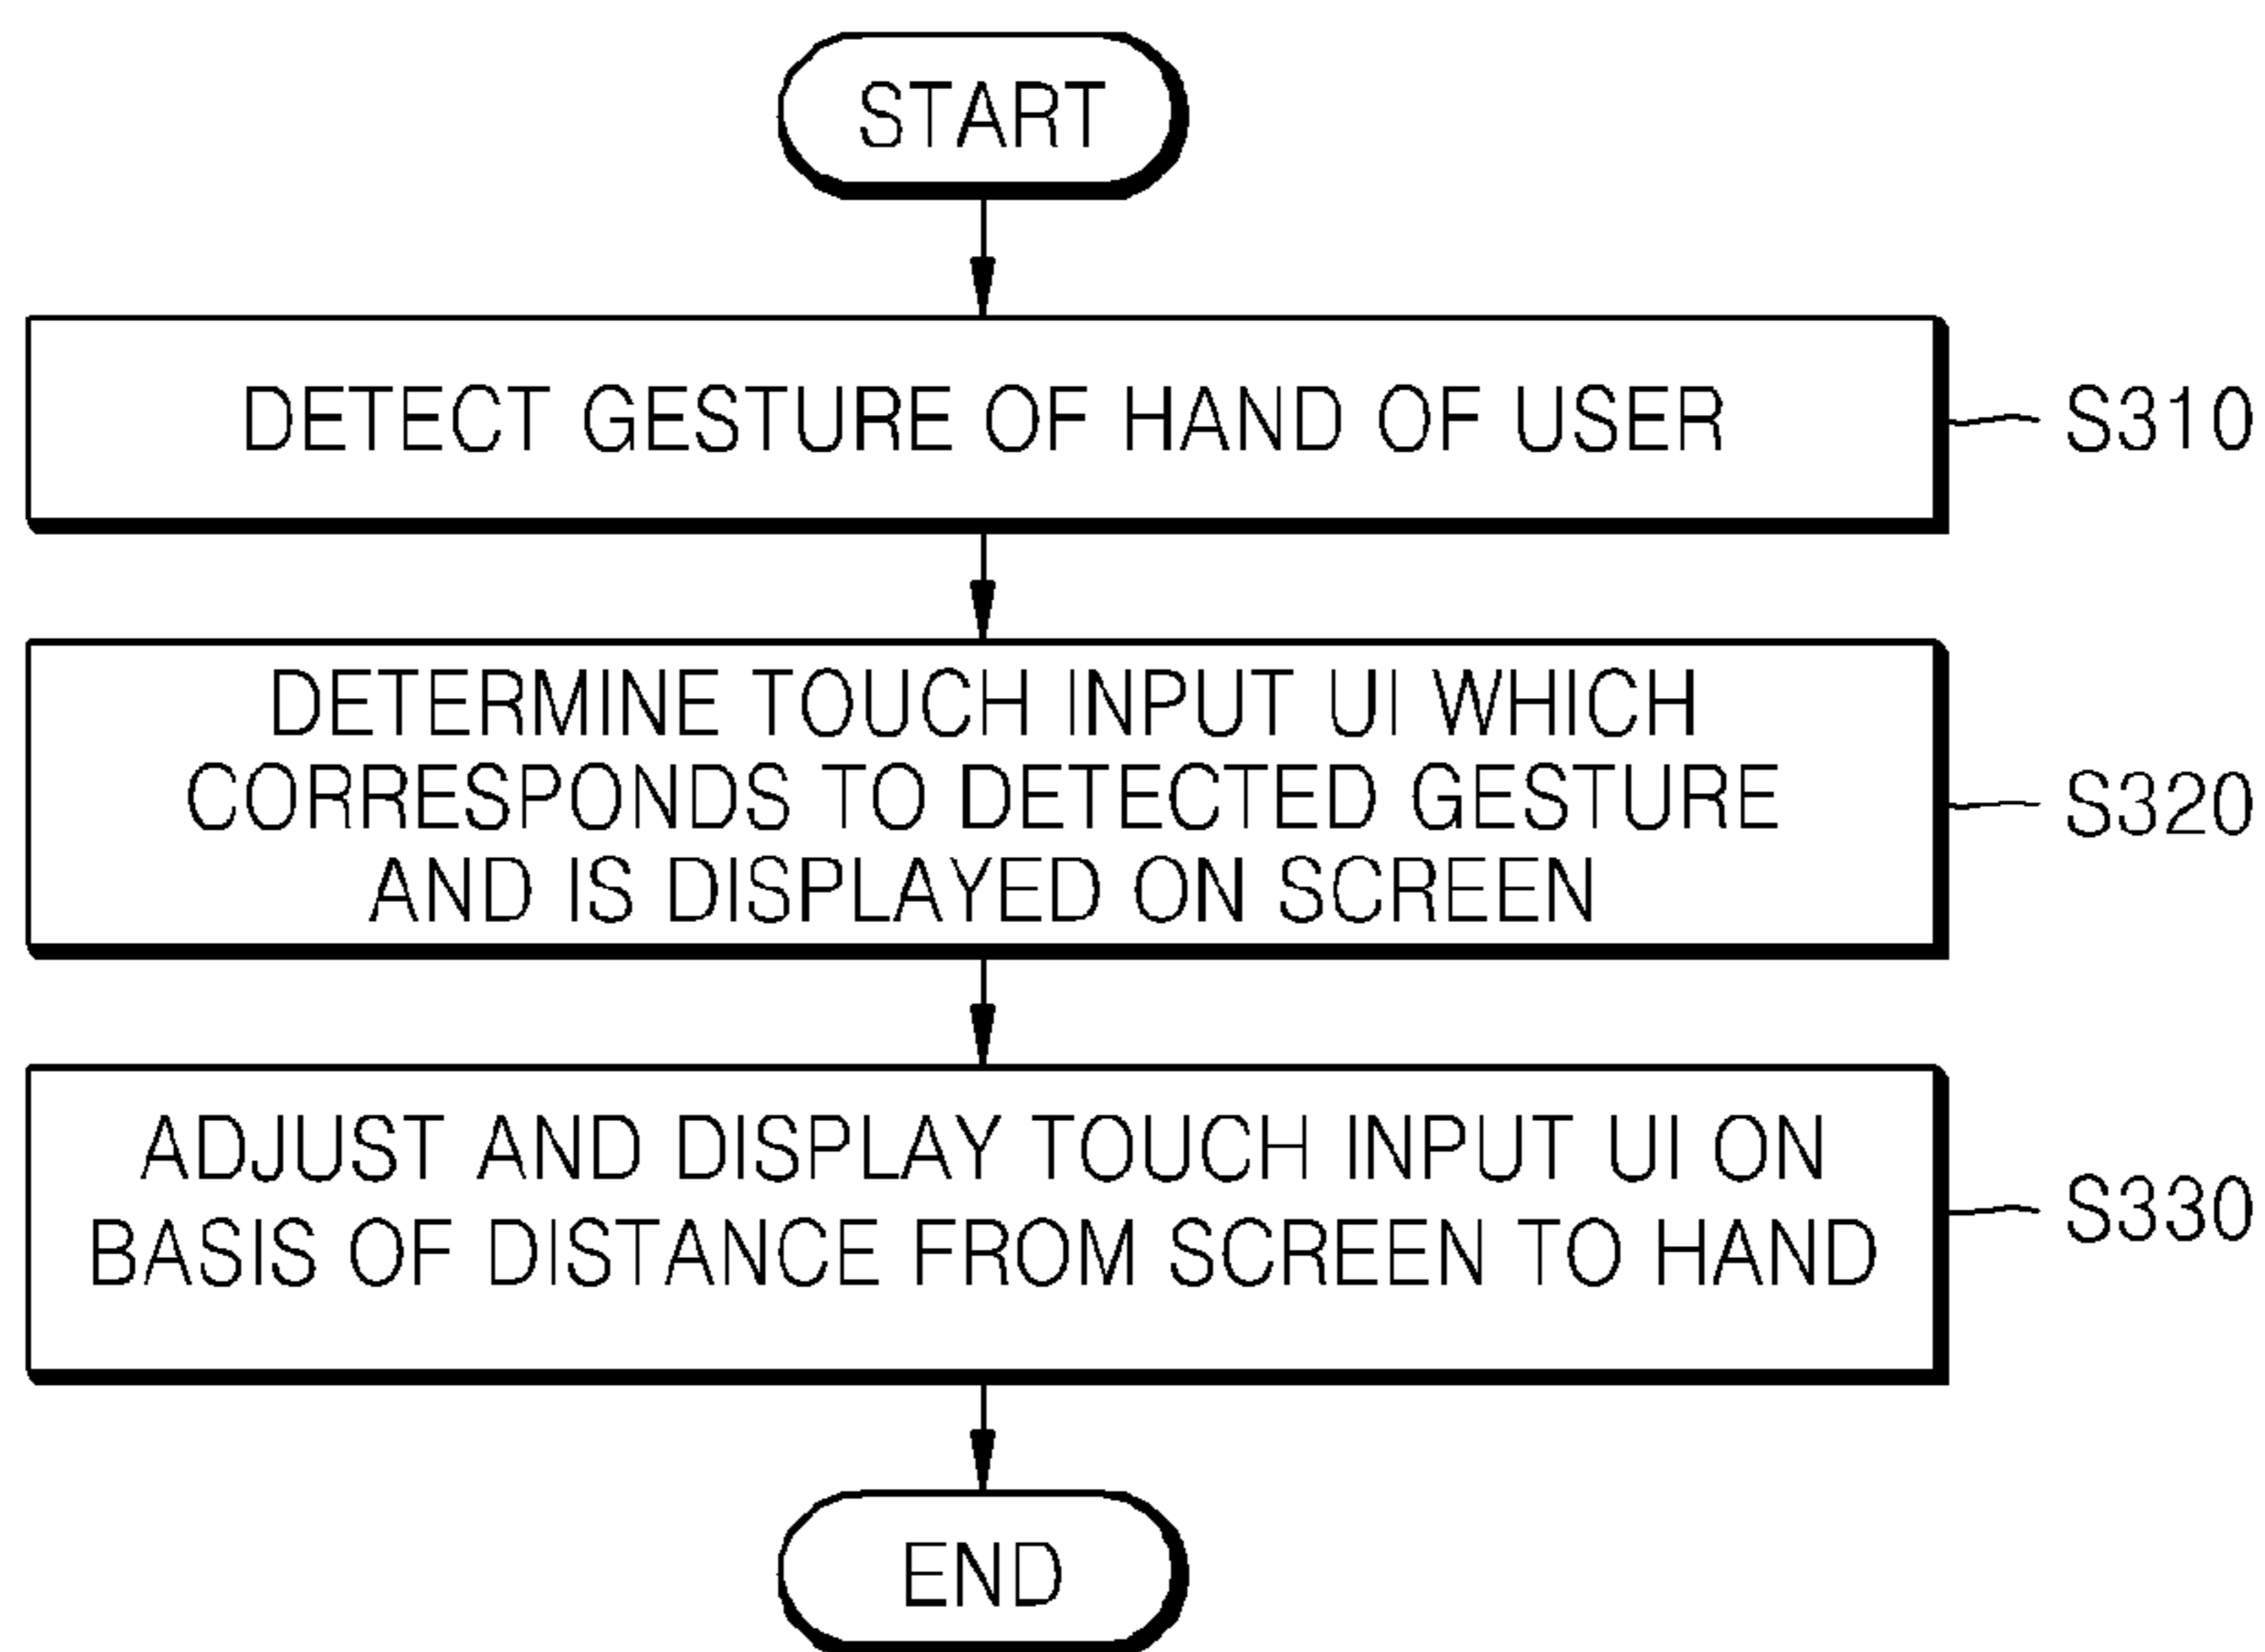 START
DETECT GESTURE OF HAND OF USER
S310
DETERMINE TOUCH INPUT UI WHICH
CORRESPONDS TO DETECTED GESTURE
AND IS DISPLAYED ON SCREEN
S320
ADJUST AND DISPLAY TOUCH INPUT UI ON
BASIS OF DISTANCE FROM SCREEN TO HAND
S330
END